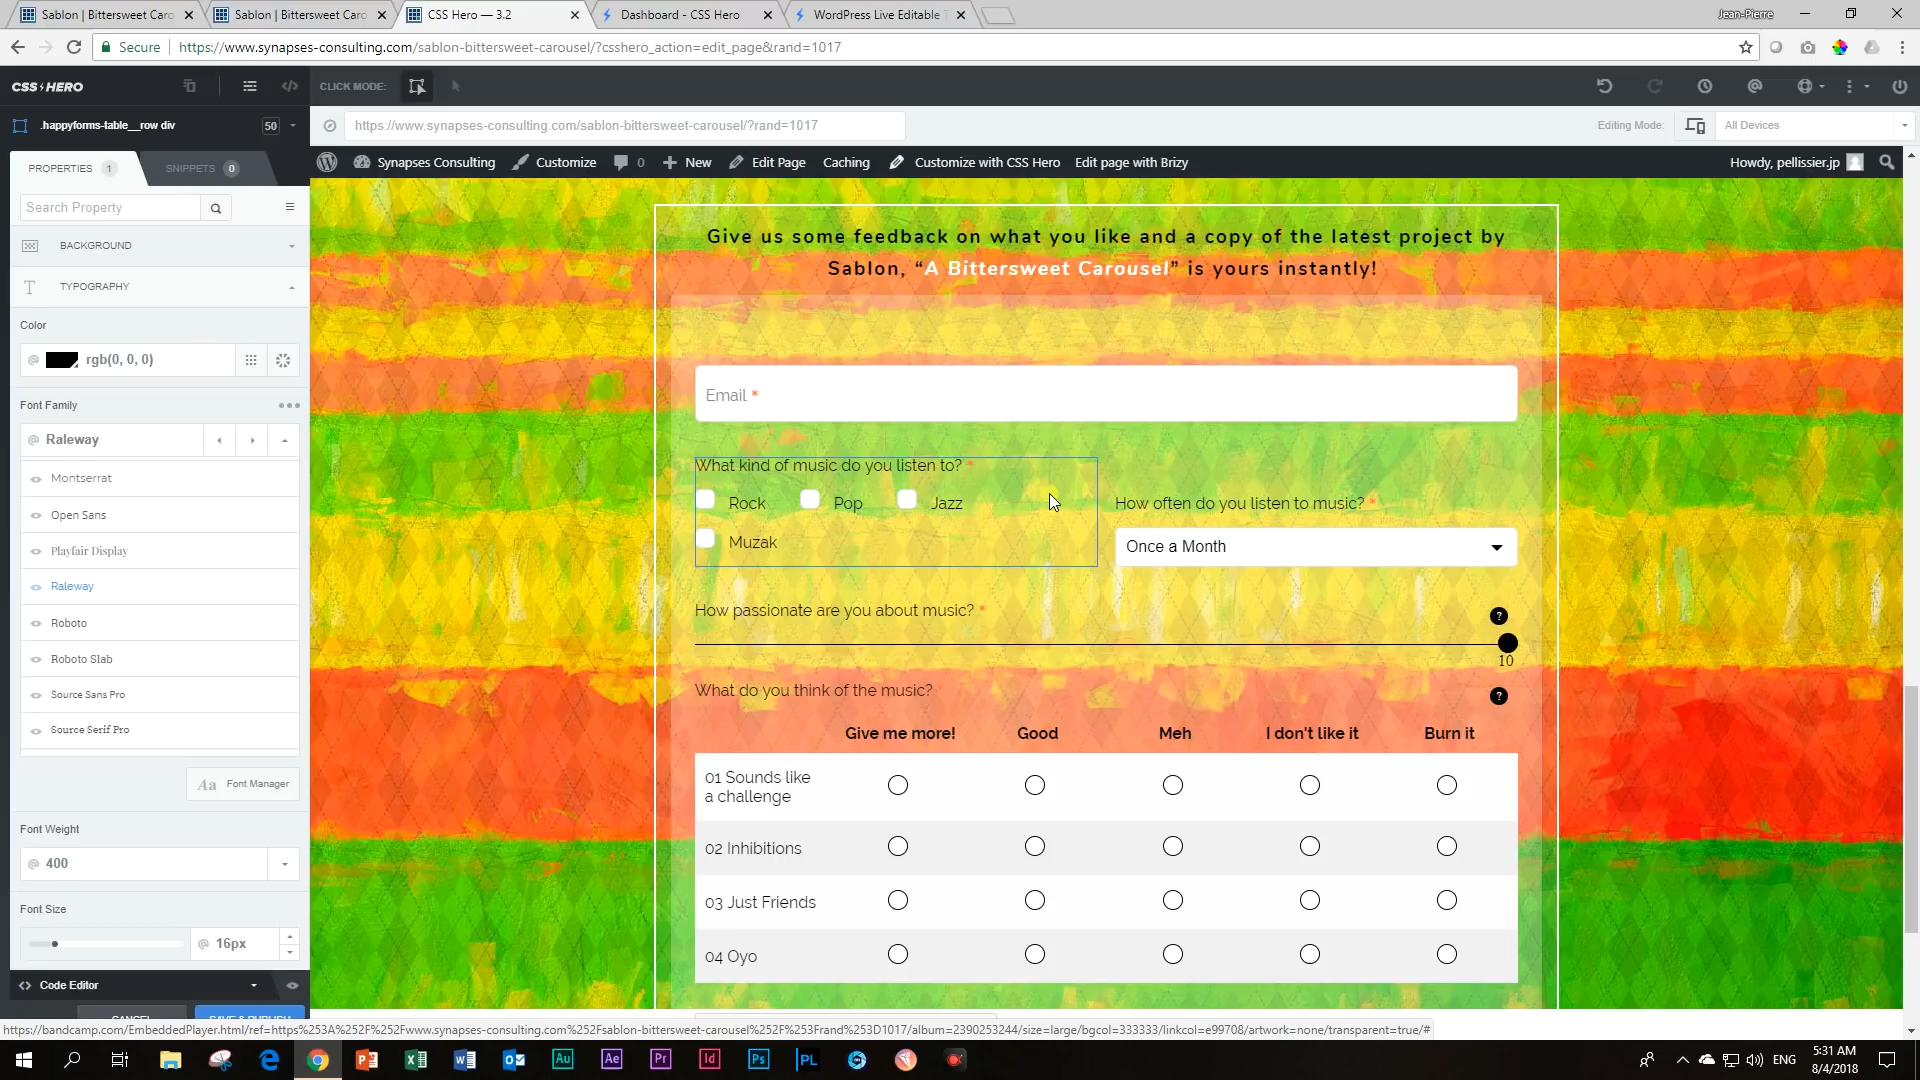 Sablon | Bittersweet Caro
Sablon | Bittersweet Caro
CSS Hero — 3.2
Dashboard - CSS Hero
WordPress Live Editable
Jean-Pierre
Secure
https://www.synapses-consulting.com/sablon-bittersweet-carousel/?csshero_action=edit_page&rand=1017
CSS HERO
CLICK MODE:
.happyforms-table__row div
50
https://www.synapses-consulting.com/sablon-bittersweet-carousel/?rand=1017
Editing Mode:
All Devices
PROPERTIES 1
SNIPPETS 0
Synapses Consulting
Customize
0
New
Edit Page
Caching
Customize with CSS Hero
Edit page with Brizy
Howdy, pellissier.jp
Search Property
BACKGROUND
TYPOGRAPHY
Color
@ rgb(0, 0, 0)
Font Family
@ Raleway
Montserrat
Open Sans
Playfair Display
Raleway
Roboto
Roboto Slab
Source Sans Pro
Source Serif Pro
Aa Font Manager
Font Weight
@ 400
Font Size
@ 16px
Code Editor
CANCEL
SAVE & PUBLISH
Give us some feedback on what you like and a copy of the latest project by
Sablon, “A Bittersweet Carousel” is yours instantly!
Email *
What kind of music do you listen to? *
Rock
Pop
Jazz
Muzak
How often do you listen to music? *
Once a Month
How passionate are you about music? *
?
10
What do you think of the music?
?
Give me more!
Good
Meh
I don't like it
Burn it
01 Sounds like
a challenge
02 Inhibitions
03 Just Friends
04 Oyo
https://bandcamp.com/EmbeddedPlayer.html/ref=https%253A%252F%252Fwww.synapses-consulting.com%252Fsablon-bittersweet-carousel%252F%253Frand%253D1017/album=2390253244/size=large/bgcol=333333/linkcol=e99708/artwork=none/transparent=true/#
Au
Ae
Pr
Id
Ps
PL
ENG
5:31 AM
8/4/2018